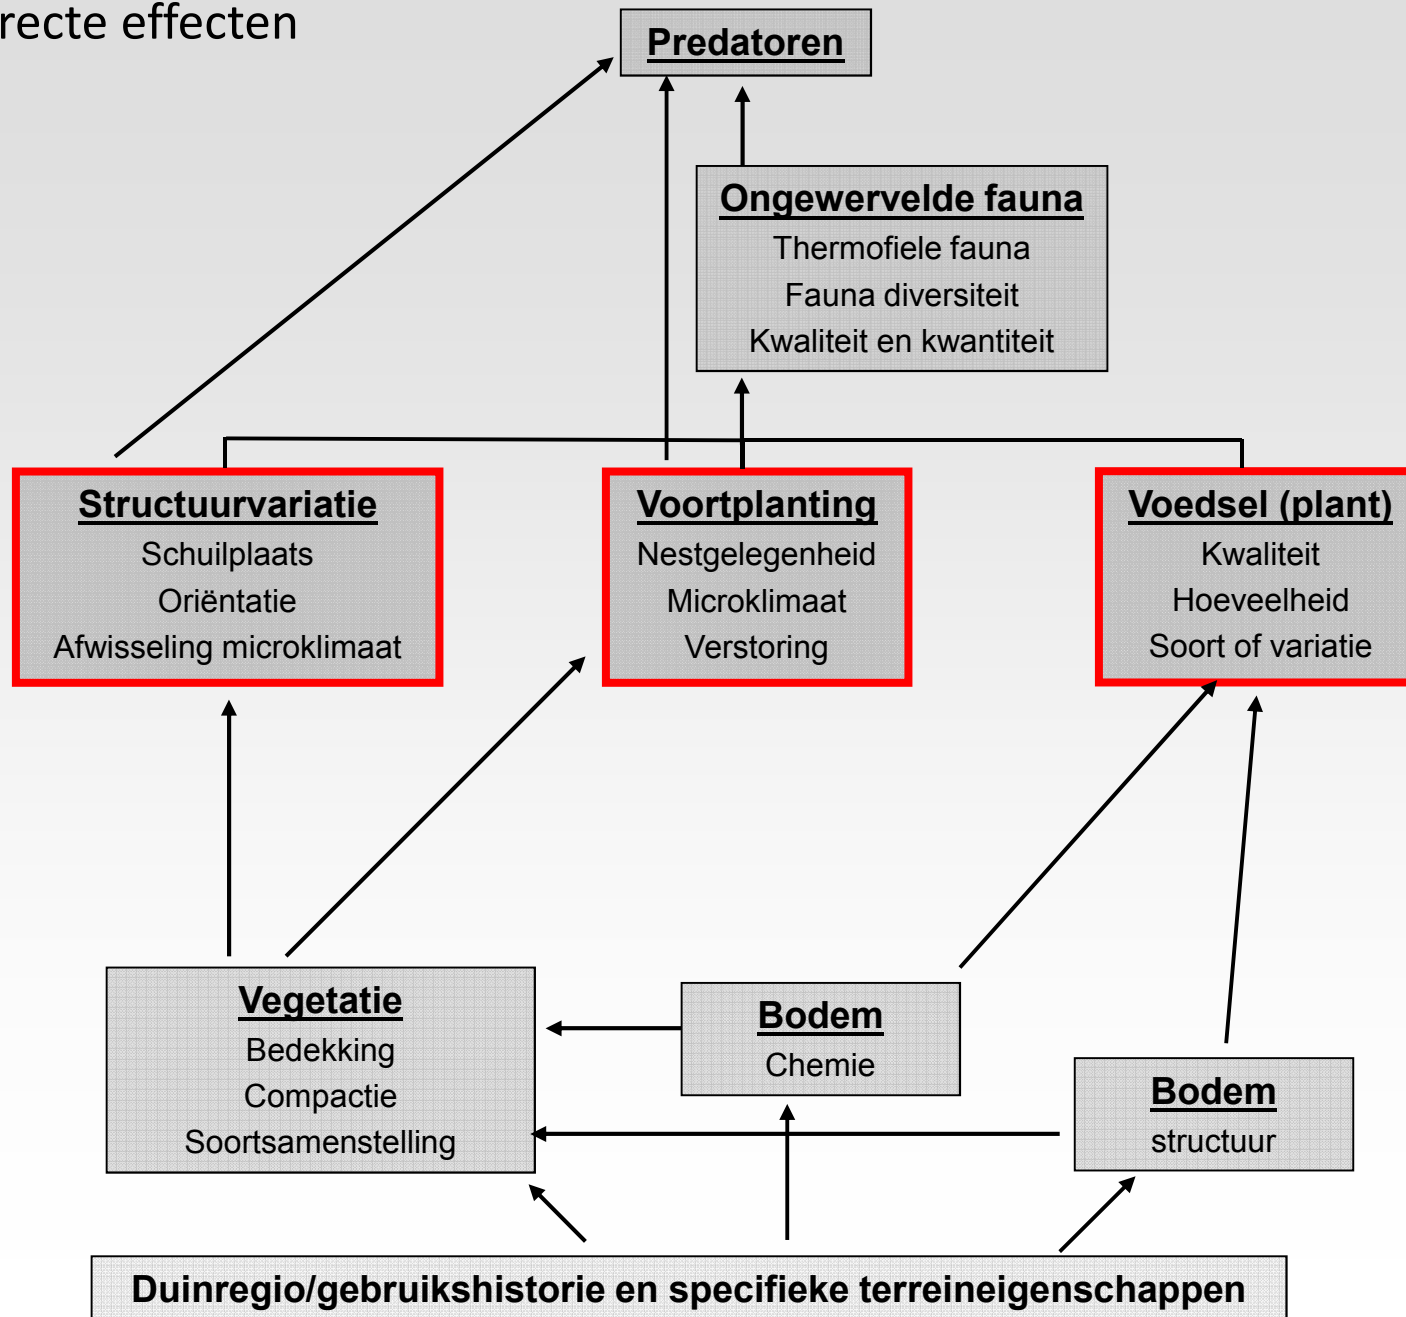 recte effecten
Predatoren
Ongewervelde fauna
Thermofiele fauna
Fauna diversiteit
Kwaliteit en kwantiteit
Structuurvariatie
Schuilplaats
Oriëntatie
Afwisseling microklimaat
Voortplanting
Nestgelegenheid
Microklimaat
Verstoring
Voedsel (plant)
Kwaliteit
Hoeveelheid
Soort of variatie
Vegetatie
Bedekking
Compactie
Soortsamenstelling
Bodem
Chemie
Bodem
structuur
Duinregio/gebruikshistorie en specifieke terreineigenschappen